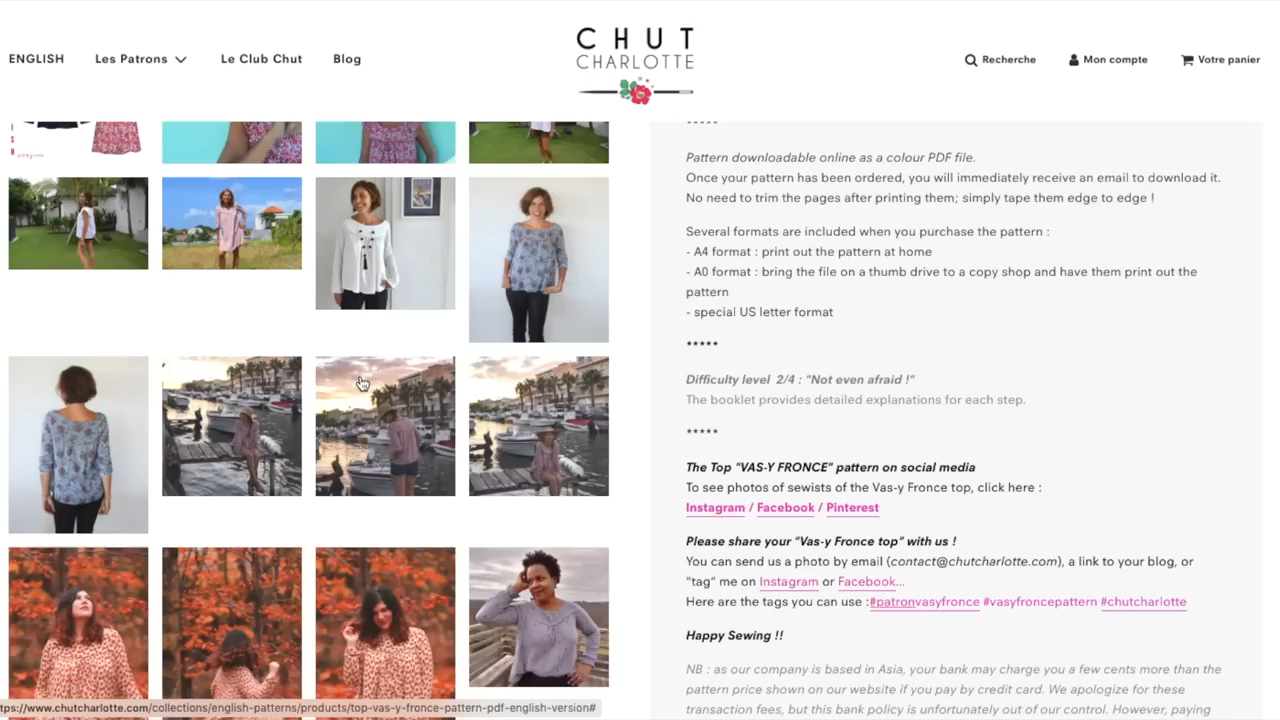 ENGLISH
Les Patrons
Le Club Chut
Blog
CHUT
CHARLOTTE
Recherche
Mon compte
Votre panier
*****
Pattern downloadable online as a colour PDF file.
Once your pattern has been ordered, you will immediately receive an email to download it.
No need to trim the pages after printing them; simply tape them edge to edge !
Several formats are included when you purchase the pattern :
- A4 format : print out the pattern at home
- A0 format : bring the file on a thumb drive to a copy shop and have them print out the
pattern
- special US letter format
*****
Difficulty level 2/4 : "Not even afraid !"
The booklet provides detailed explanations for each step.
*****
The Top "VAS-Y FRONCE" pattern on social media
To see photos of sewists of the Vas-y Fronce top, click here :
Instagram / Facebook / Pinterest
Please share your "Vas-y Fronce top" with us !
You can send us a photo by email (contact@chutcharlotte.com), a link to your blog, or
"tag" me on Instagram or Facebook...
Here are the tags you can use :#patronvasyfronce #vasyfroncepattern #chutcharlotte
Happy Sewing !!
NB : as our company is based in Asia, your bank may charge you a few cents more than the
pattern price shown on our website if you pay by credit card. We apologize for these
transaction fees, but this bank policy is unfortunately out of our control. However, paying
ttps://www.chutcharlotte.com/collections/english-patterns/products/top-vas-y-fronce-pattern-pdf-english-version#